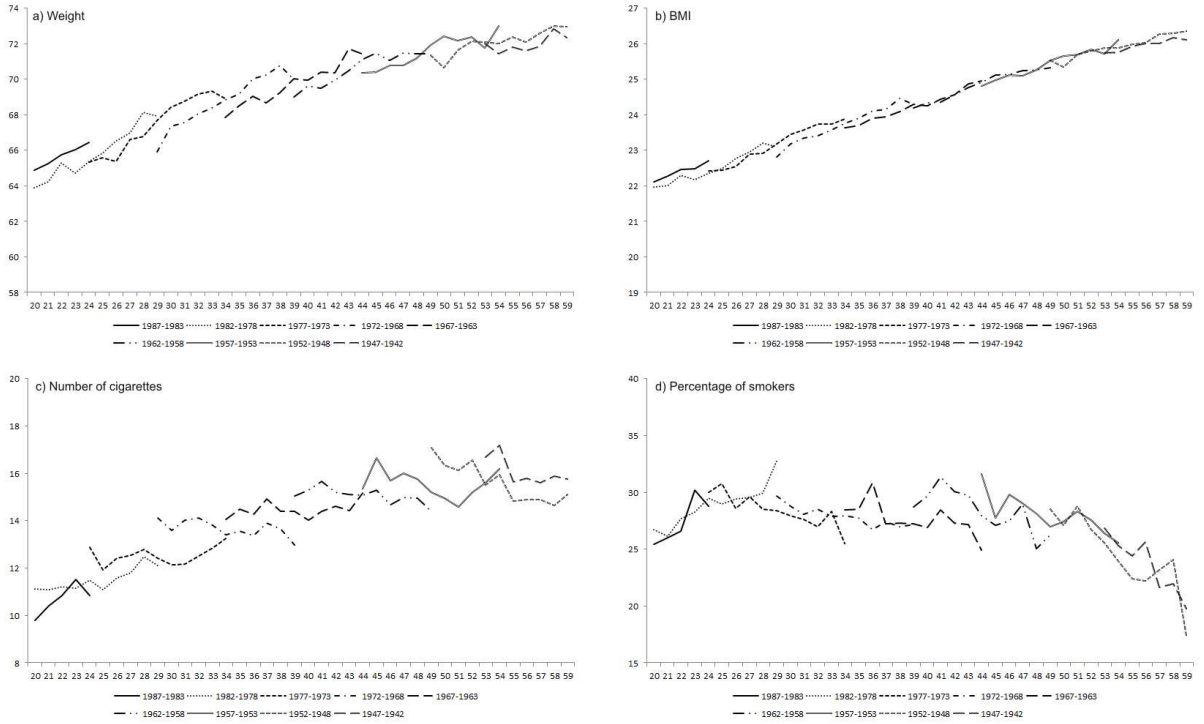 a) Weight
74
72
70
68
66
64
62
60
58
20 21 22 23 24 25 26 27 28 29 30 31 32 33 34 35 36 37 38 39 40 41 42 43 44 45 46 47 48 49 50 51 52 53 54 55 56 57 58 59
1987-1983 1982-1978 1977-1973 1972-1968 1967-1963
1962-1958 1957-1953 1952-1948 1947-1942
b) BMI
27
26
25
24
23
22
21
20
19
20 21 22 23 24 25 26 27 28 29 30 31 32 33 34 35 36 37 38 39 40 41 42 43 44 45 46 47 48 49 50 51 52 53 54 55 56 57 58 59
1987-1983 1982-1978 1977-1973 1972-1968 1967-1963
1962-1958 1957-1953 1952-1948 1947-1942
c) Number of cigarettes
20
18
16
14
12
10
8
20 21 22 23 24 25 26 27 28 29 30 31 32 33 34 35 36 37 38 39 40 41 42 43 44 45 46 47 48 49 50 51 52 53 54 55 56 57 58 59
1987-1983 1982-1978 1977-1973 1972-1968 1967-1963
1962-1958 1957-1953 1952-1948 1947-1942
d) Percentage of smokers
40
35
30
25
20
15
20 21 22 23 24 25 26 27 28 29 30 31 32 33 34 35 36 37 38 39 40 41 42 43 44 45 46 47 48 49 50 51 52 53 54 55 56 57 58 59
1987-1983 1982-1978 1977-1973 1972-1968 1967-1963
1962-1958 1957-1953 1952-1948 1947-1942